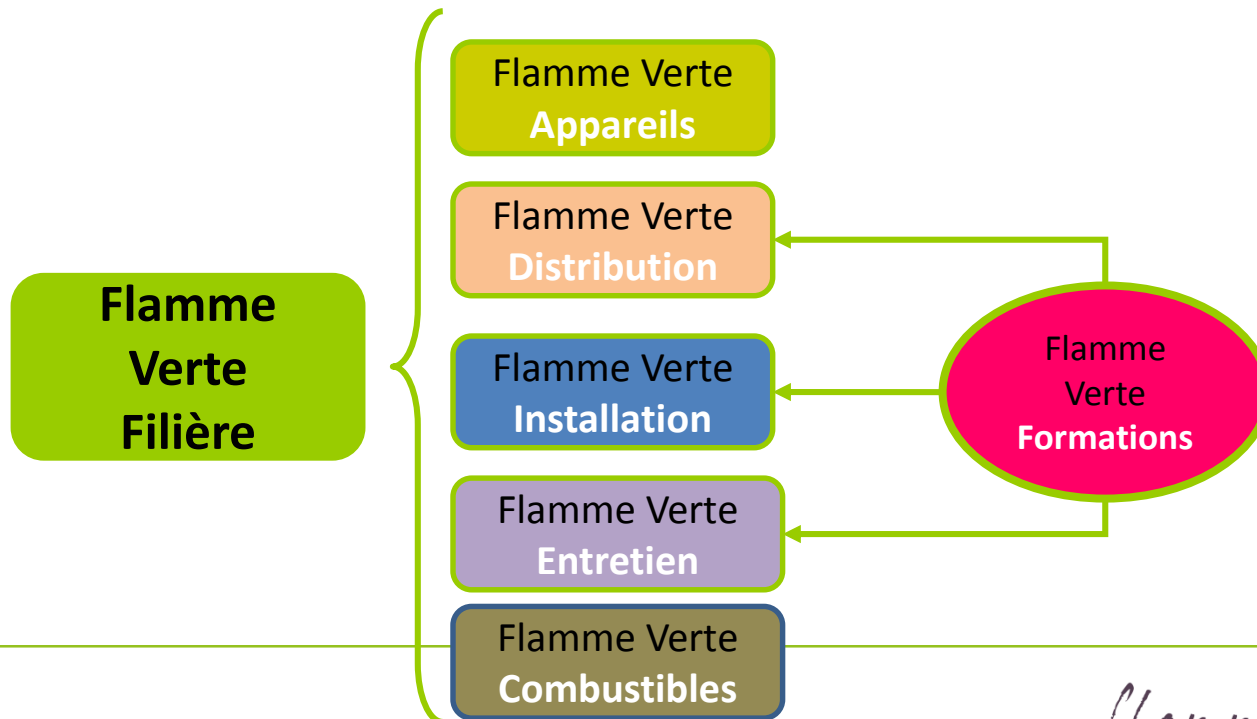 Flamme Verte
Appareils
Flamme Verte
Distribution
Flamme
Verte
Filière
Flamme Verte
Installation
Flamme
Verte
Formations
Flamme Verte
Entretien
Flamme Verte
Combustibles